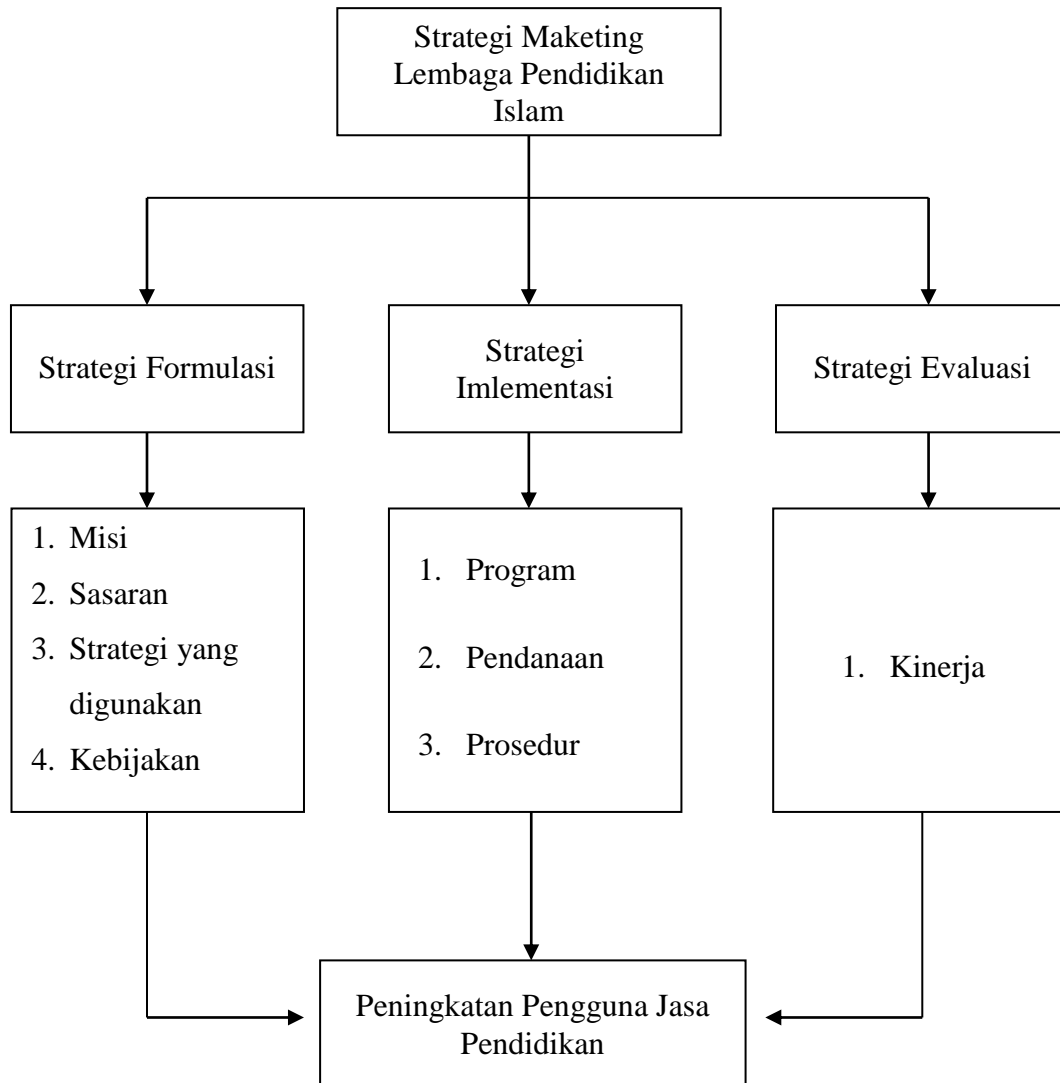 Strategi Maketing
Lembaga Pendidikan
Islam
Strategi Formulasi
Strategi
Imlementasi
Strategi Evaluasi
1. Misi
2. Sasaran
3. Strategi yang
digunakan
4. Kebijakan
1. Program
2. Pendanaan
3. Prosedur
1. Kinerja
Peningkatan Pengguna Jasa
Pendidikan